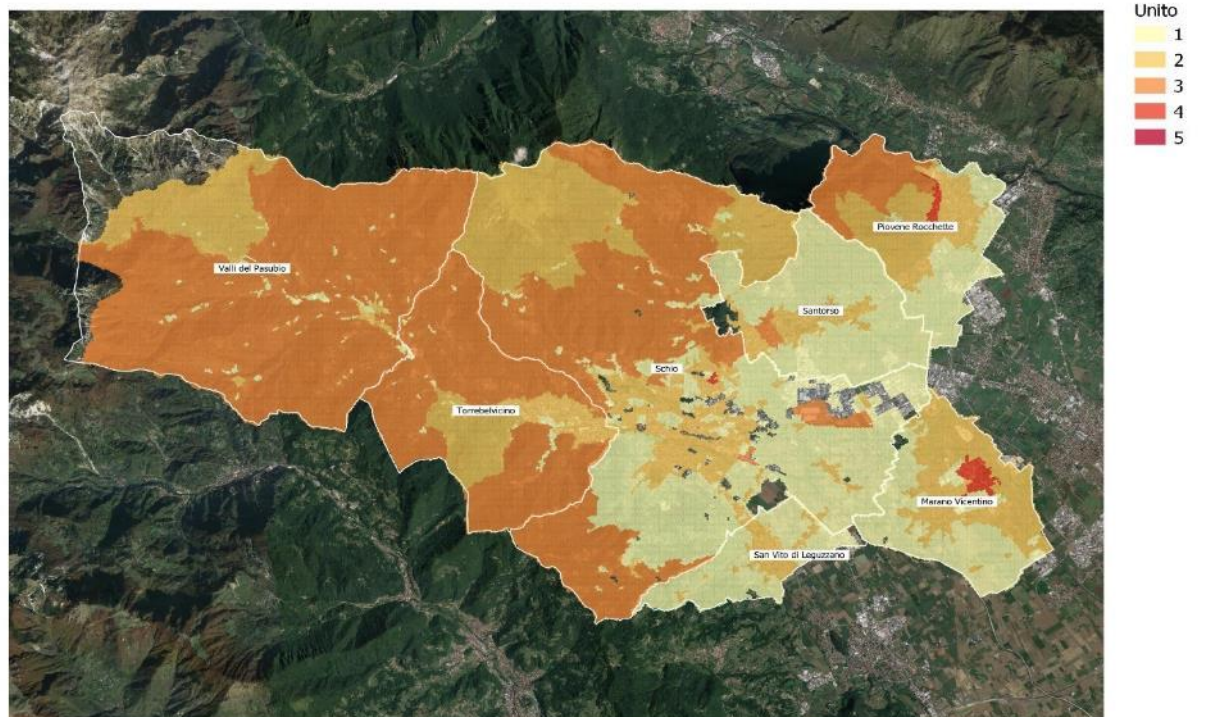 Unito
1
2
3
4
5
Piovene Rocchette
Valli del Pasubio
Santorso
Schio
Torrebelvicino
Marano Vicentino
San Vito di Leguzzano